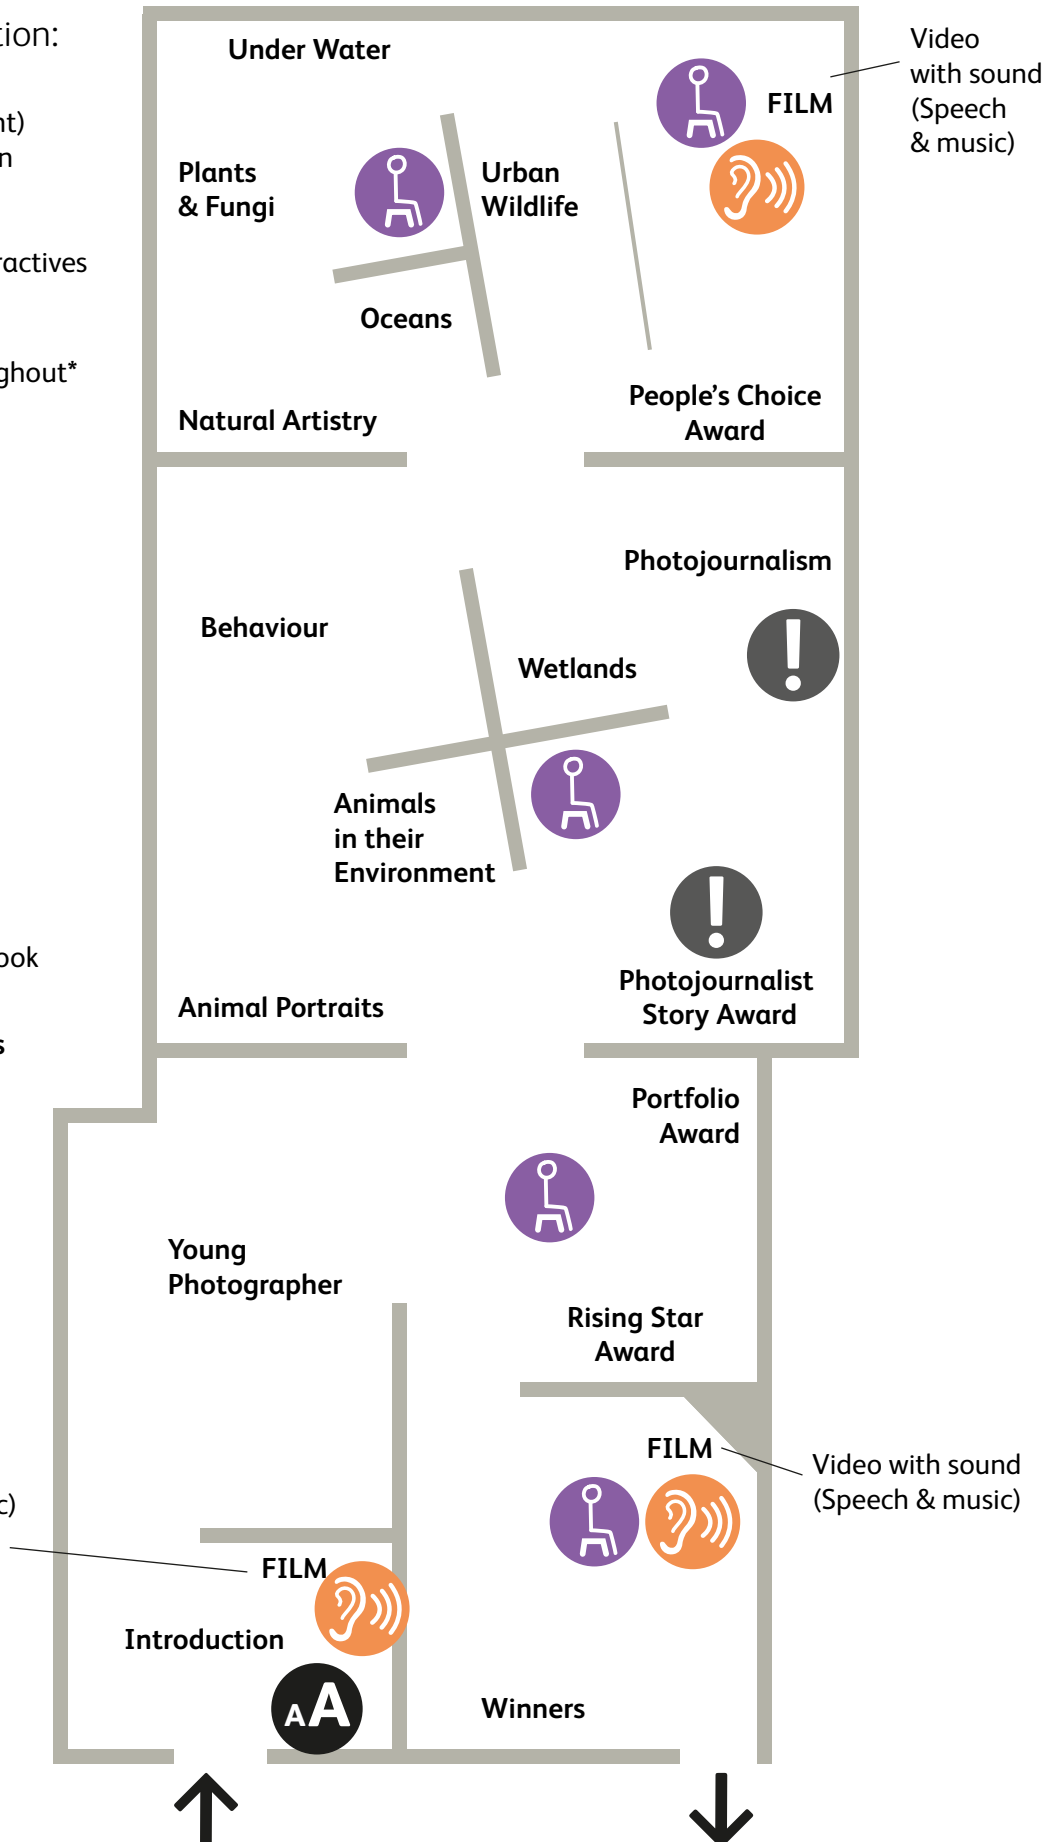 tion:
nt)
n
ractives
ghout*
ook
s
c)
Under Water
FILM
Video
with sound
(Speech
& music)
Plants
& Fungi
Urban
Wildlife
Oceans
Natural Artistry
People's Choice
Award
Photojournalism
Behaviour
Wetlands
!
Animals
in their
Environment
!
Photojournalist
Story Award
Animal Portraits
Portfolio
Award
Young
Photographer
Rising Star
Award
FILM
Video with sound
(Speech & music)
FILM
Introduction
AA
Winners